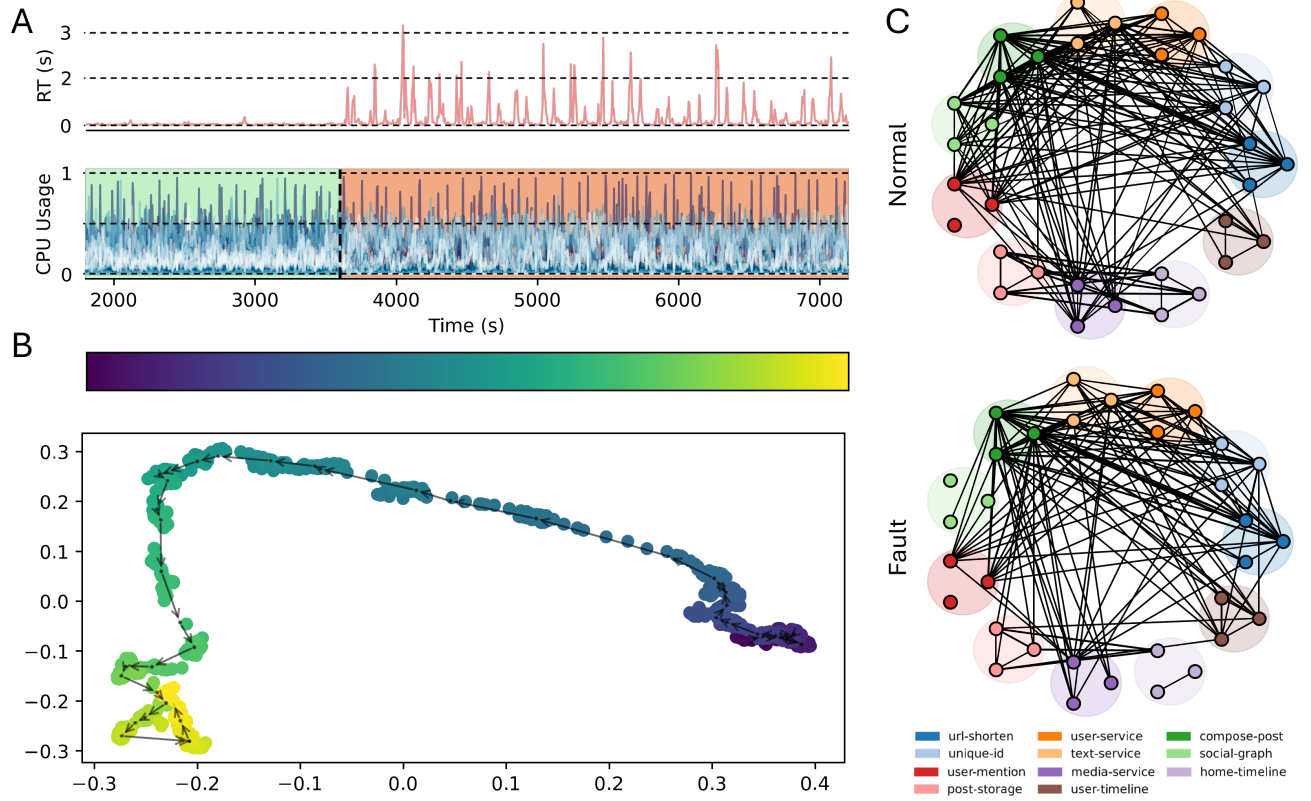 A
RT (s)
3
2
0
CPU Usage
1
0
2000 3000 4000 5000 6000 7000
Time (s)
B
0.3
0.2
0.1
0.0
−0.1
−0.2
−0.3
−0.3 −0.2 −0.1 0.0 0.1 0.2 0.3 0.4
C
Normal
Fault
url-shorten user-service compose-post
unique-id text-service social-graph
user-mention media-service home-timeline
post-storage user-timeline